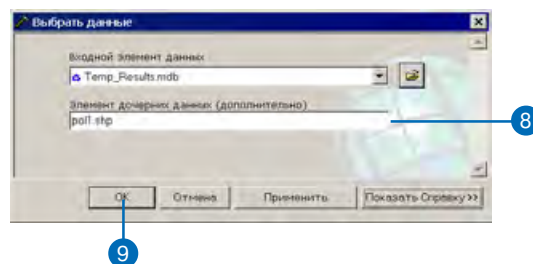 Выбрать данные
Входной элемент данных
Temp_Results.mdb
Элемент дочерних данных (дополнительно)
poll.shp
8
OK
Отмена
Применить
Показать Справку>>
9